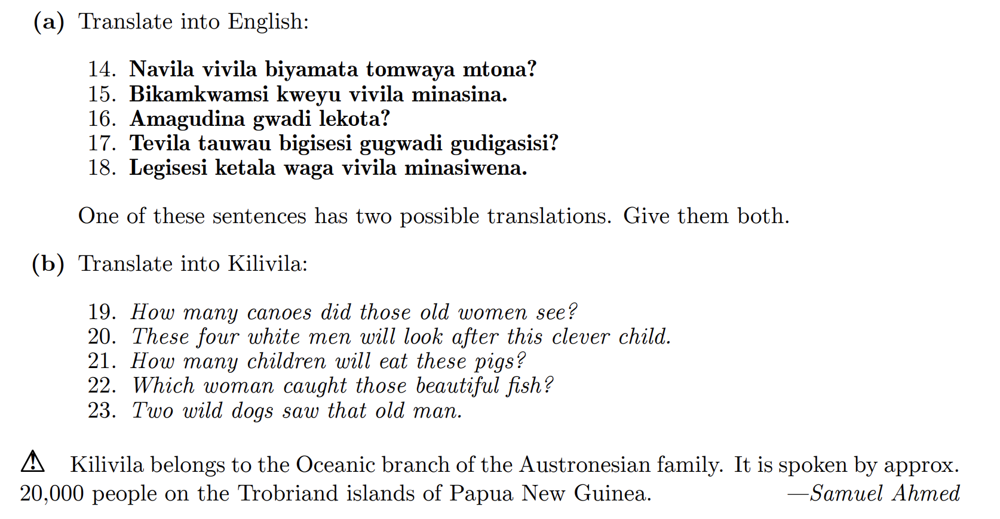 (a) Translate into English:
14. Navila vivila biyamata tomwaya mtona?
15. Bikamkwamsi kweyu vivila minasina.
16. Amagudina gwadi lekota?
17. Tevila tauwau bigisesi gugwadi gudigasisi?
18. Legisesi ketala waga vivila minasiwena.
One of these sentences has two possible translations. Give them both.
(b) Translate into Kilivila:
19. How many canoes did those old women see?
20. These four white men will look after this clever child.
21. How many children will eat these pigs?
22. Which woman caught those beautiful fish?
23. Two wild dogs saw that old man.
⚠ Kilivila belongs to the Oceanic branch of the Austronesian family. It is spoken by approx.
20,000 people on the Trobriand islands of Papua New Guinea. —Samuel Ahmed